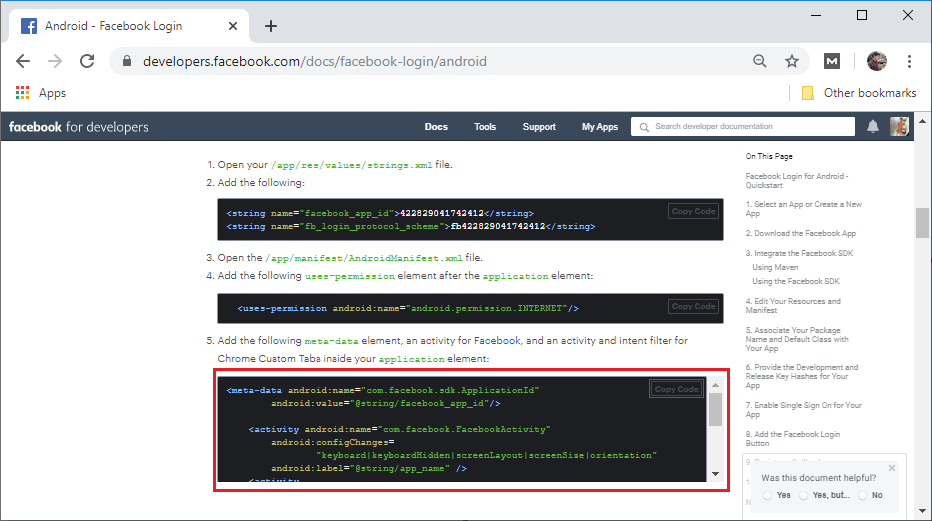 Android - Facebook Login
developers.facebook.com/docs/facebook-login/android
M
Apps
Other bookmarks
facebook for developers
Docs
Tools
Support
My Apps
Search developer documentation
1. Open your /app/res/values/strings.xml file.
2. Add the following:
<string name="facebook_app_id">422829041742412</string>
<string name="fb_login_protocol_scheme">fb422829041742412</string>
Copy Code
3. Open the /app/manifest/AndroidManifest.xml file.
4. Add the following uses-permission element after the application element:
<uses-permission android:name="android.permission.INTERNET"/>
Copy Code
5. Add the following meta-data element, an activity for Facebook, and an activity and intent filter for
Chrome Custom Tabs inside your application element:
<meta-data android:name="com.facebook.sdk.ApplicationId"
android:value="@string/facebook_app_id"/>
<activity android:name="com.facebook.FacebookActivity"
android:configChanges=
"keyboard|keyboardHidden|screenLayout|screenSize|orientation"
android:label="@string/app_name" />
<activity
Copy Code
On This Page
Facebook Login for Android -
Quickstart
1. Select an App or Create a New
App
2. Download the Facebook App
3. Integrate the Facebook SDK
Using Maven
Using the Facebook SDK
4. Edit Your Resources and
Manifest
5. Associate Your Package
Name and Default Class with
Your App
6. Provide the Development and
Release Key Hashes for Your
App
7. Enable Single Sign On for Your
App
8. Add the Facebook Login
Button
Was this document helpful?
Yes
Yes, but...
No